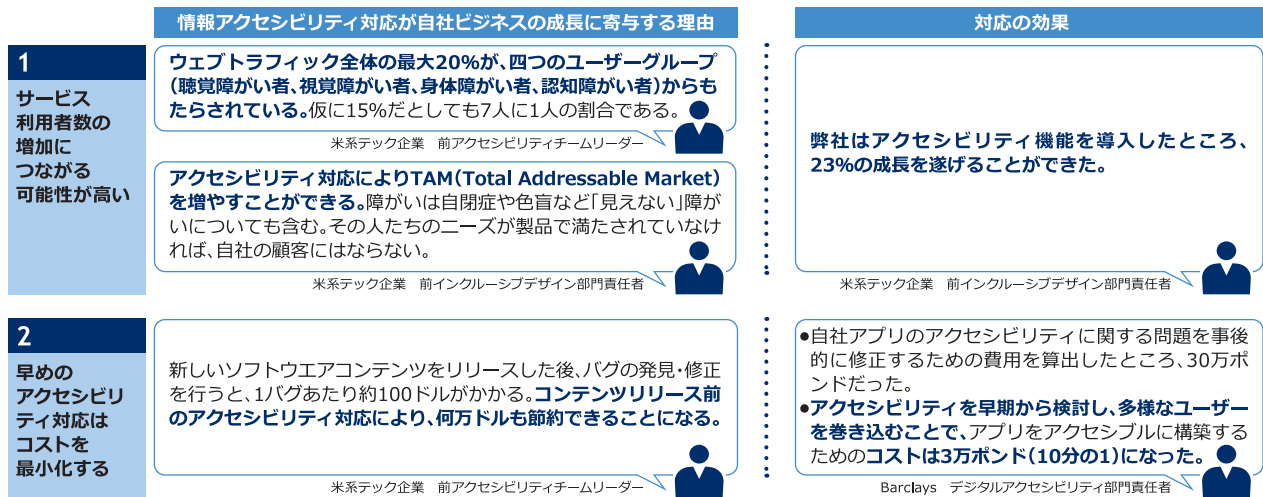 情報アクセシビリティ対応が自社ビジネスの成長に寄与する理由
対応の効果
1
サービス
利用者数の
増加に
つながる
可能性が高い
ウェブトラフィック全体の最大20%が、四つのユーザーグループ
(聴覚障がい者、視覚障がい者、身体障がい者、認知障がい者)からも
たらされている。仮に15%だとしても7人に1人の割合である。
米系テック企業 前アクセシビリティチームリーダー
アクセシビリティ対応によりTAM(Total Addressable Market)
を増やすことができる。障がいは自閉症や色盲など「見えない」障が
いについても含む。その人たちのニーズが製品で満たされていなけ
れば、自社の顧客にはならない。
米系テック企業 前インクルーシブデザイン部門責任者
弊社はアクセシビリティ機能を導入したところ、
23%の成長を遂げることができた。
米系テック企業 前インクルーシブデザイン部門責任者
2
早めの
アクセシビリ
ティ対応は
コストを
最小化する
新しいソフトウエアコンテンツをリリースした後、バグの発見・修正
を行うと、1バグあたり約100ドルがかかる。コンテンツリリース前
のアクセシビリティ対応により、何万ドルも節約できることになる。
米系テック企業 前アクセシビリティチームリーダー
●自社アプリのアクセシビリティに関する問題を事後
的に修正するための費用を算出したところ、30万ポ
ンドだった。
●アクセシビリティを早期から検討し、多様なユーザー
を巻き込むことで、アプリをアクセシブルに構築する
ためのコストは3万ポンド(10分の1)になった。
Barclays デジタルアクセシビリティ部門責任者